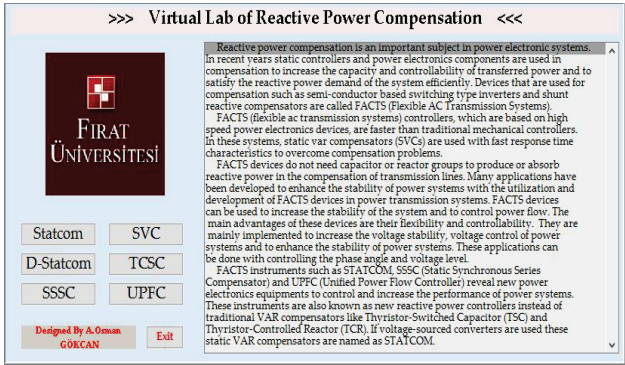 >>> Virtual Lab of Reactive Power Compensation <<<
FIRAT
ÜNİVERSİTESİ
Statcom
SVC
D-Statcom
TCSC
SSSC
UPFC
Dezigned By A.Osman
GÖKCAN
Exit
Reactive power compensation is an important subject in power electronic systems.
In recent years static controllers and power electronics components are used in
compensation to increase the capacity and controllability of transferred power and to
satisfy the reactive power demand of the system efficiently. Devices that are used for
compensation such as semi-conductor based switching type inverters and shunt
reactive compensators are called FACTS (Flexible AC Transmission Systems).
FACTS (flexible ac transmission systems) controllers, which are based on high
speed power electronics devices, are faster than traditional mechanical controllers.
In these systems, static var compensators (SVCs) are used with fast response time
characteristics to overcome compensation problems.
FACTS devices do not need capacitor or reactor groups to produce or absorb
reactive power in the compensation of transmission lines. Many applications have
been developed to enhance the stability of power systems with the utilization and
development of FACTS devices in power transmission systems. FACTS devices
can be used to increase the stability of the system and to control power flow. The
main advantages of these devices are their flexibility and controllability. They are
mainly implemented to increase the voltage stability, voltage control of power
systems and to enhance the stability of power systems. These applications can
be done with controlling the phase angle and voltage level.
FACTS instruments such as STATCOM, SSSC (Static Synchronous Series
Compensator) and UPFC (Unified Power Flow Controller) reveal new power
electronics equipments to control and increase the performance of power systems.
These instruments are also known as new reactive power controllers instead of
traditional VAR compensators like Thyristor-Switched Capacitor (TSC) and
Thyristor-Controlled Reactor (TCR). If voltage-sourced converters are used these
static VAR compensators are named as STATCOM.